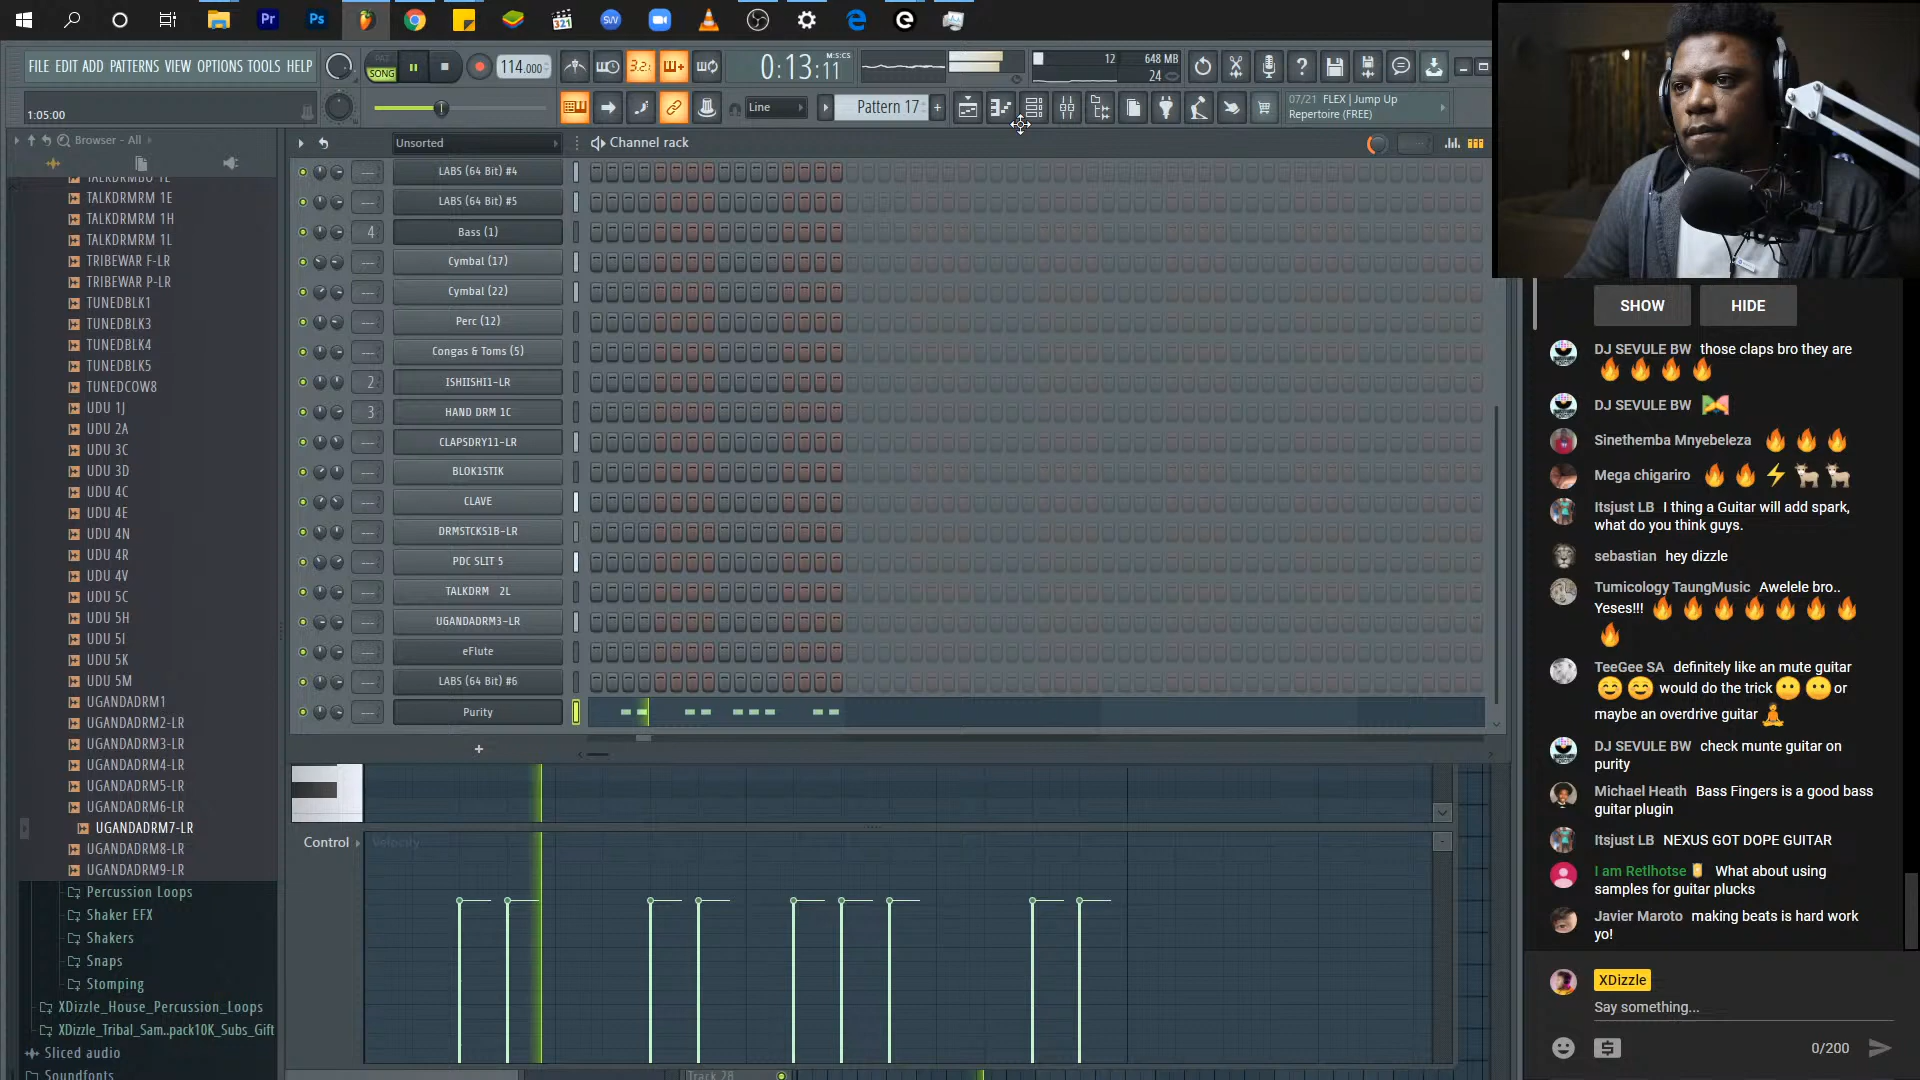 FILE EDIT ADD PATTERNS VIEW OPTIONS TOOLS HELP
SONG
114.000
3.2:
0:13:11
M:S:CS
12
648 MB
24
1:05:00
Line
Pattern 17
+
07/21 FLEX | Jump Up
Repertoire (FREE)
Browser - All
Unsorted
Channel rack
TALKDRMRM 1E
TALKDRMRM 1H
TALKDRMRM 1L
TRIBEWAR F-LR
TRIBEWAR P-LR
TUNEDBLK1
TUNEDBLK3
TUNEDBLK4
TUNEDBLK5
TUNEDCOW8
UDU 1J
UDU 2A
UDU 3C
UDU 3D
UDU 4C
UDU 4E
UDU 4N
UDU 4R
UDU 4V
UDU 5C
UDU 5H
UDU 5I
UDU 5K
UDU 5M
UGANDADRM1
UGANDADRM2-LR
UGANDADRM3-LR
UGANDADRM4-LR
UGANDADRM5-LR
UGANDADRM6-LR
UGANDADRM7-LR
UGANDADRM8-LR
UGANDADRM9-LR
Percussion Loops
Shaker EFX
Shakers
Snaps
Stomping
XDizzle_House_Percussion_Loops
XDizzle_Tribal_Sam..pack10K_Subs_Gift
Sliced audio
Soundfonts
LABS (64 Bit) #4
LABS (64 Bit) #5
4 Bass (1)
Cymbal (17)
Cymbal (22)
Perc (12)
Congas & Toms (5)
2 ISHIISHI1-LR
3 HAND DRM 1C
CLAPSDRY11-LR
BLOK1STIK
CLAVE
DRMSTCKS1B-LR
PDC SLIT 5
TALKDRM 2L
UGANDADRM3-LR
eFlute
LABS (64 Bit) #6
Purity
+
Control
Velocity
Track 28
SHOW
HIDE
DJ SEVULE BW those claps bro they are
🔥 🔥 🔥 🔥
DJ SEVULE BW
Sinethemba Mnyebeleza 🔥 🔥 🔥
Mega chigariro 🔥 🔥 ⚡ 🐐 🐐
Itsjust LB I thing a Guitar will add spark,
what do you think guys.
sebastian hey dizzle
Tumicology TaungMusic Awelele bro..
Yeses!!! 🔥 🔥 🔥 🔥 🔥 🔥 🔥
🔥
TeeGee SA definitely like an mute guitar
😊 😊 would do the trick 😶 😶 or
maybe an overdrive guitar 🧘
DJ SEVULE BW check munte guitar on
purity
Michael Heath Bass Fingers is a good bass
guitar plugin
Itsjust LB NEXUS GOT DOPE GUITAR
I am Retlhotse What about using
samples for guitar plucks
Javier Maroto making beats is hard work
yo!
XDizzle
Say something...
0/200